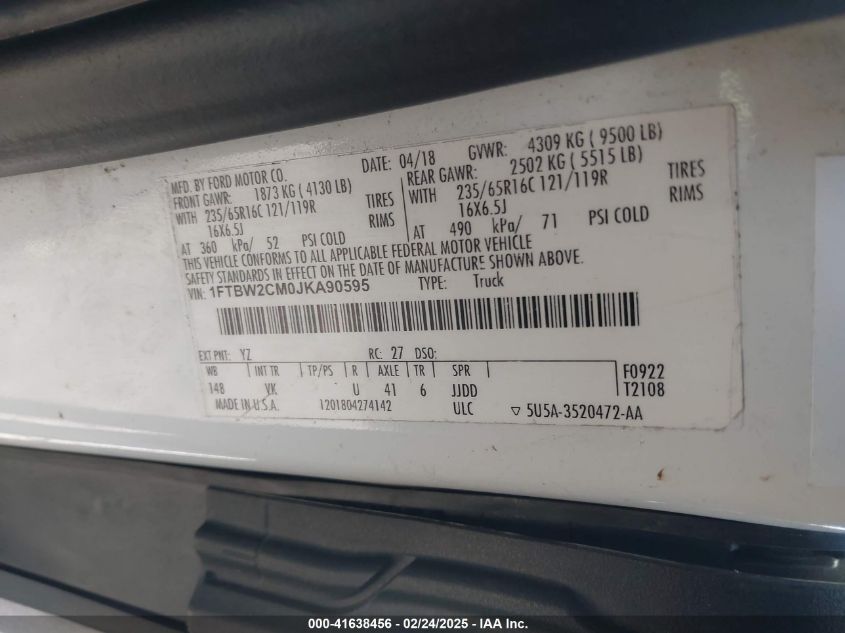 MFD. BY FORD MOTOR CO. DATE: 04/18 GVWR: 4309 KG ( 9500 LB)
FRONT GAWR: 1873 KG ( 4130 LB) REAR GAWR: 2502 KG ( 5515 LB)
WITH 235/65R16C 121/119R TIRES WITH 235/65R16C 121/119R TIRES
16X6.5J RIMS 16X6.5J RIMS
AT 360 kPa/ 52 PSI COLD AT 490 kPa/ 71 PSI COLD
THIS VEHICLE CONFORMS TO ALL APPLICABLE FEDERAL MOTOR VEHICLE
SAFETY STANDARDS IN EFFECT ON THE DATE OF MANUFACTURE SHOWN ABOVE.
VIN: 1FTBW2CM0JKA90595 TYPE: Truck
EXT PNT: YZ RC: 27 DSO:
WB INT TR TP/PS R AXLE TR SPR F0922
148 VK U 41 6 JJDD T2108
MADE IN U.S.A. 1201804274142 ULC ▽ 5U5A-3520472-AA
000-41638456 - 02/24/2025 - COPYRIGHT © 2025 IAA, Inc.